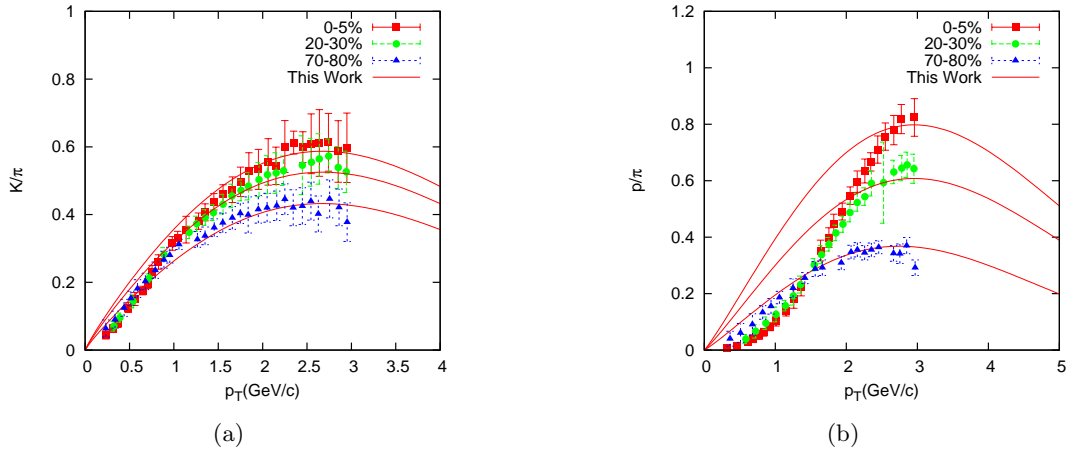 0-5%
20-30%
70-80%
This Work
K/π
1
0.8
0.6
0.4
0.2
0
0 0.5 1 1.5 2 2.5 3 3.5 4
p_T(GeV/c)
(a)
0-5%
20-30%
70-80%
This Work
p/π
1.2
1
0.8
0.6
0.4
0.2
0
0 1 2 3 4 5
p_T(GeV/c)
(b)